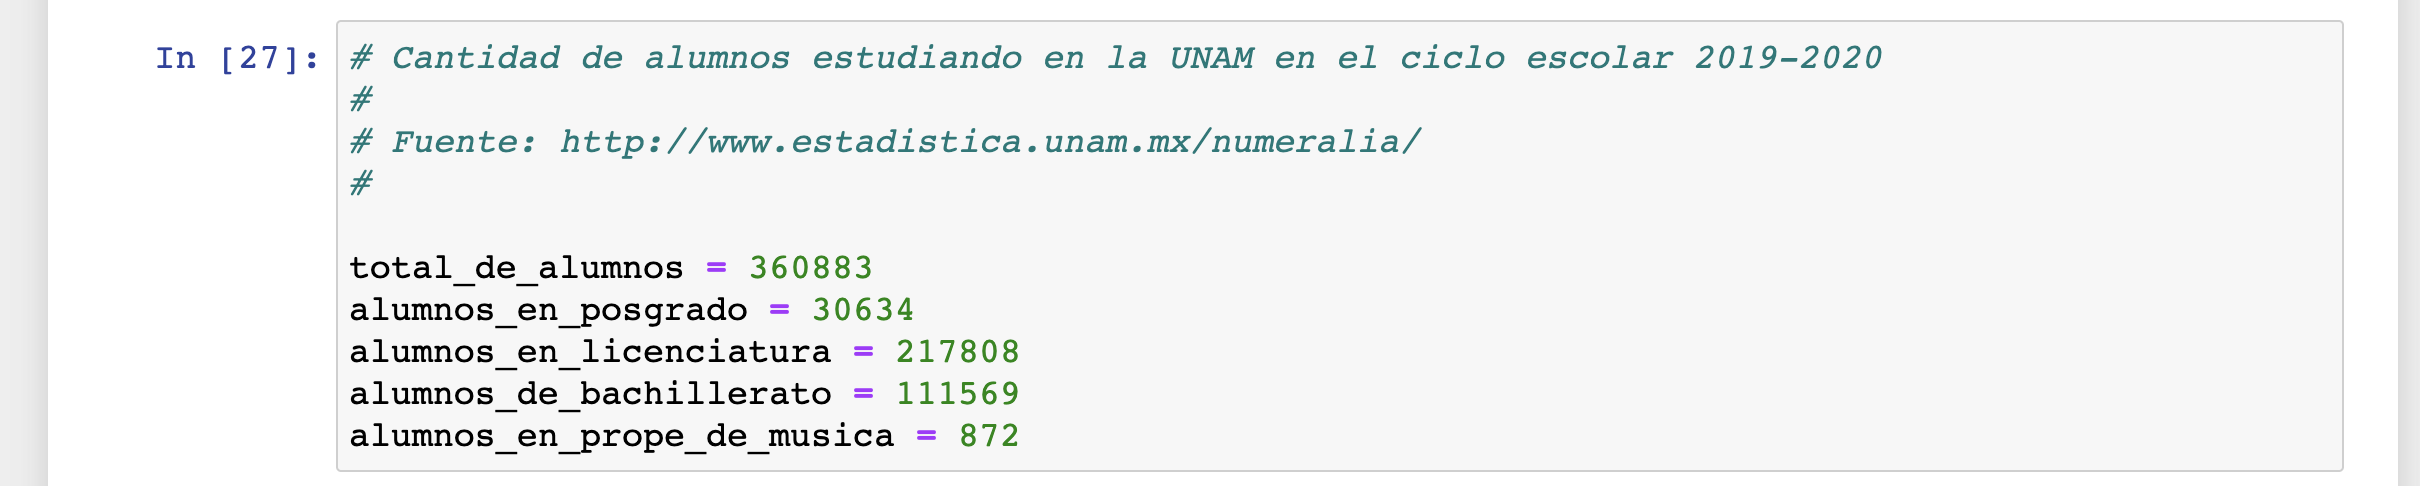 In [27]: # Cantidad de alumnos estudiando en la UNAM en el ciclo escolar 2019-2020
#
# Fuente: http://www.estadistica.unam.mx/numeralia/
#
total_de_alumnos = 360883
alumnos_en_posgrado = 30634
alumnos_en_licenciatura = 217808
alumnos_de_bachillerato = 111569
alumnos_en_prope_de_musica = 872